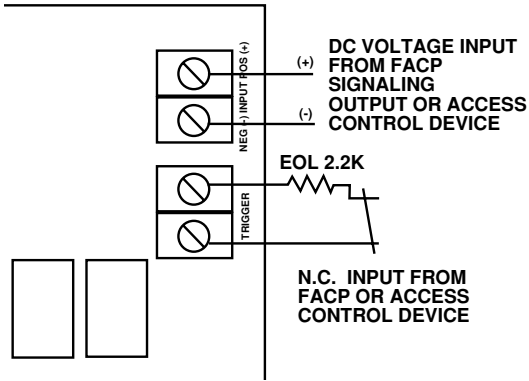 NEG (-) INPUT POS (+)
(+)
DC VOLTAGE INPUT
FROM FACP
SIGNALING
OUTPUT OR ACCESS
CONTROL DEVICE
(-)
TRIGGER
EOL 2.2K
N.C. INPUT FROM
FACP OR ACCESS
CONTROL DEVICE